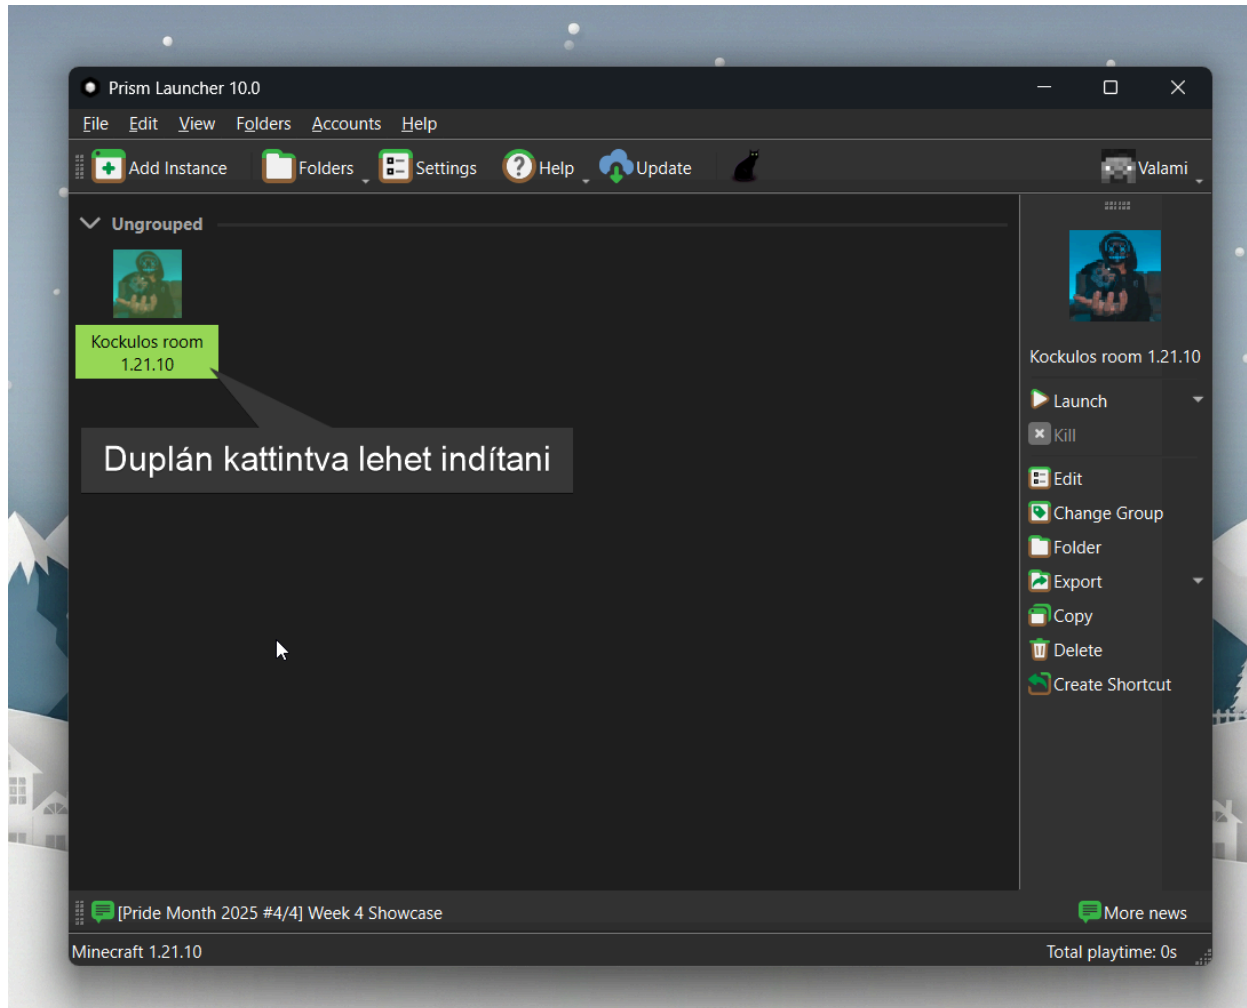 Prism Launcher 10.0
File Edit View Folders Accounts Help
Add Instance Folders Settings Help Update Valami
Ungrouped
Kockulos room
1.21.10
Duplán kattintva lehet indítani
Kockulos room 1.21.10
Launch
Kill
Edit
Change Group
Folder
Export
Copy
Delete
Create Shortcut
[Pride Month 2025 #4/4] Week 4 Showcase
More news
Minecraft 1.21.10
Total playtime: 0s